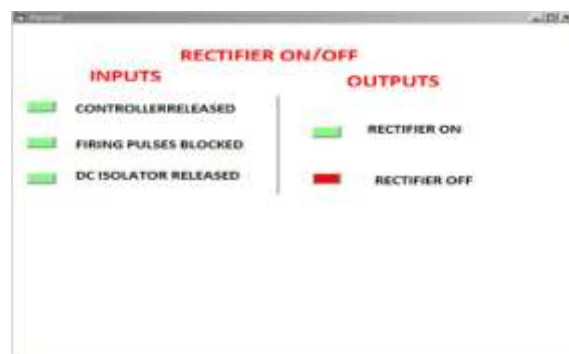 RECTIFIER ON/OFF
INPUTS
CONTROLLERRELEASED
FIRING PULSES BLOCKED
DC ISOLATOR RELEASED
OUTPUTS
RECTIFIER ON
RECTIFIER OFF